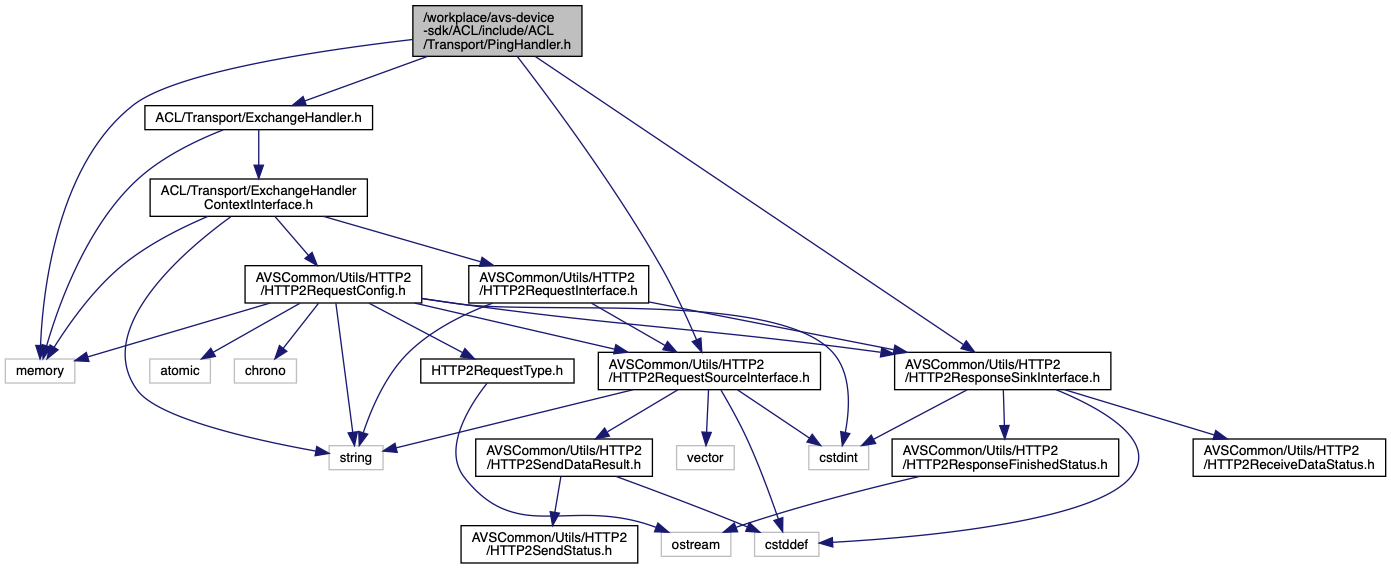 /workplace/avs-device
-sdk/ACL/include/ACL
/Transport/PingHandler.h
ACL/Transport/ExchangeHandler.h
ACL/Transport/ExchangeHandler
ContextInterface.h
AVSCommon/Utils/HTTP2
/HTTP2RequestConfig.h
AVSCommon/Utils/HTTP2
/HTTP2RequestInterface.h
memory
atomic
chrono
HTTP2RequestType.h
AVSCommon/Utils/HTTP2
/HTTP2RequestSourceInterface.h
AVSCommon/Utils/HTTP2
/HTTP2ResponseSinkInterface.h
string
AVSCommon/Utils/HTTP2
/HTTP2SendDataResult.h
vector
cstdint
AVSCommon/Utils/HTTP2
/HTTP2ResponseFinishedStatus.h
AVSCommon/Utils/HTTP2
/HTTP2ReceiveDataStatus.h
AVSCommon/Utils/HTTP2
/HTTP2SendStatus.h
ostream
cstddef